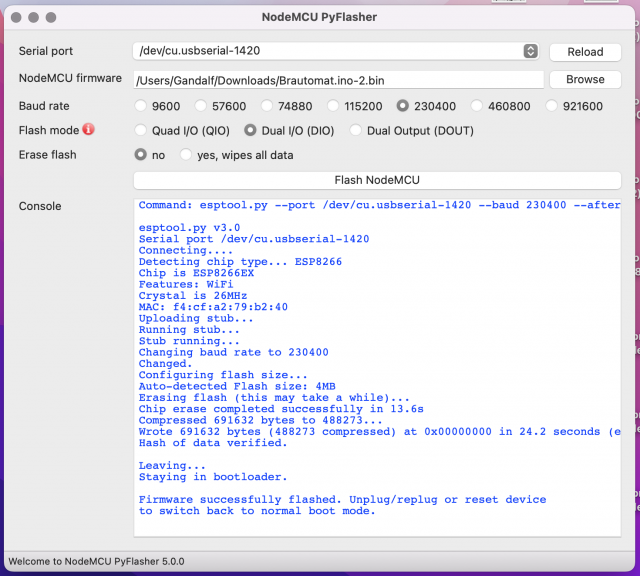 NodeMCU PyFlasher
Serial port /dev/cu.usbserial-1420 Reload
NodeMCU firmware /Users/Gandalf/Downloads/Brautomat.ino-2.bin Browse
Baud rate 9600 57600 74880 115200 230400 460800 921600
Flash mode Quad I/O (QIO) Dual I/O (DIO) Dual Output (DOUT)
Erase flash no yes, wipes all data
Flash NodeMCU
Console
Command: esptool.py --port /dev/cu.usbserial-1420 --baud 230400 --after
esptool.py v3.0
Serial port /dev/cu.usbserial-1420
Connecting....
Detecting chip type... ESP8266
Chip is ESP8266EX
Features: WiFi
Crystal is 26MHz
MAC: f4:cf:a2:79:b2:40
Uploading stub...
Running stub...
Stub running...
Changing baud rate to 230400
Changed.
Configuring flash size...
Auto-detected Flash size: 4MB
Erasing flash (this may take a while)...
Chip erase completed successfully in 13.6s
Compressed 691632 bytes to 488273...
Wrote 691632 bytes (488273 compressed) at 0x00000000 in 24.2 seconds (e
Hash of data verified.
Leaving...
Staying in bootloader.
Firmware successfully flashed. Unplug/replug or reset device
to switch back to normal boot mode.
Welcome to NodeMCU PyFlasher 5.0.0